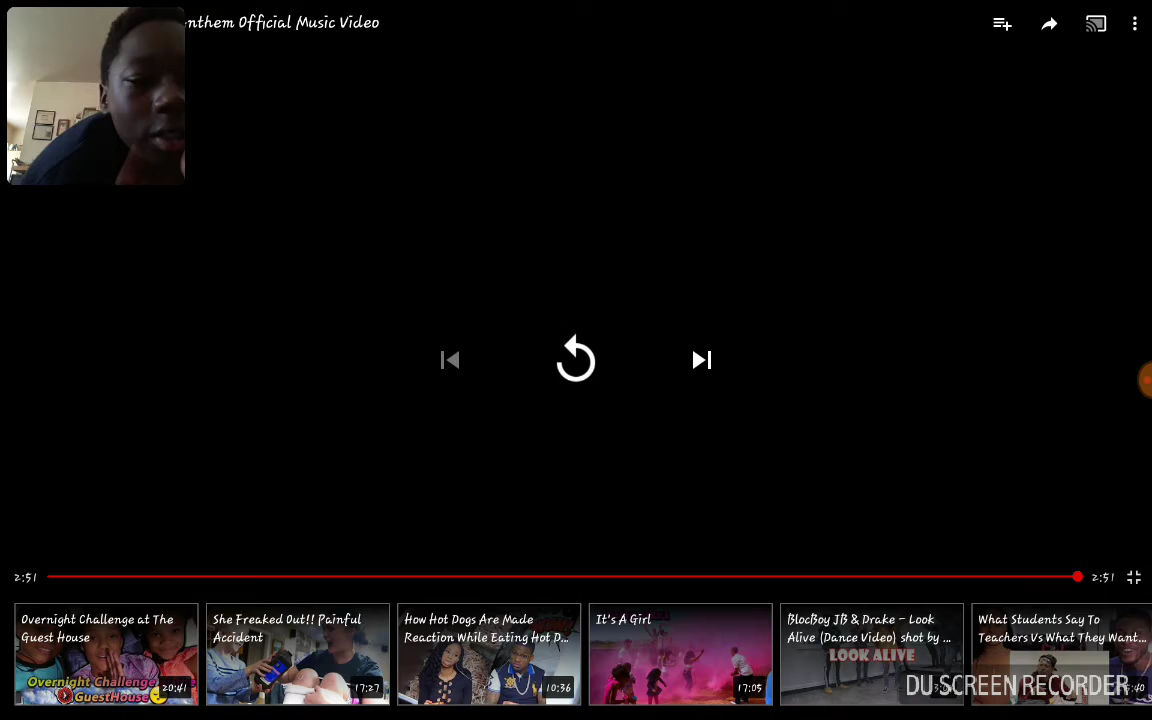 nthem Official Music Video
2:51
2:51
Overnight Challenge at The
Guest House
Overnight Challenge
GuestHouse
20:41
She Freaked Out!! Painful
Accident
17:27
How Hot Dogs Are Made
Reaction While Eating Hot D...
10:36
It's A Girl
17:05
BlocBoy JB & Drake - Look
Alive (Dance Video) shot by ...
LOOK ALIVE
What Students Say To
Teachers Vs What They Want...
:40
DU SCREEN RECORDER